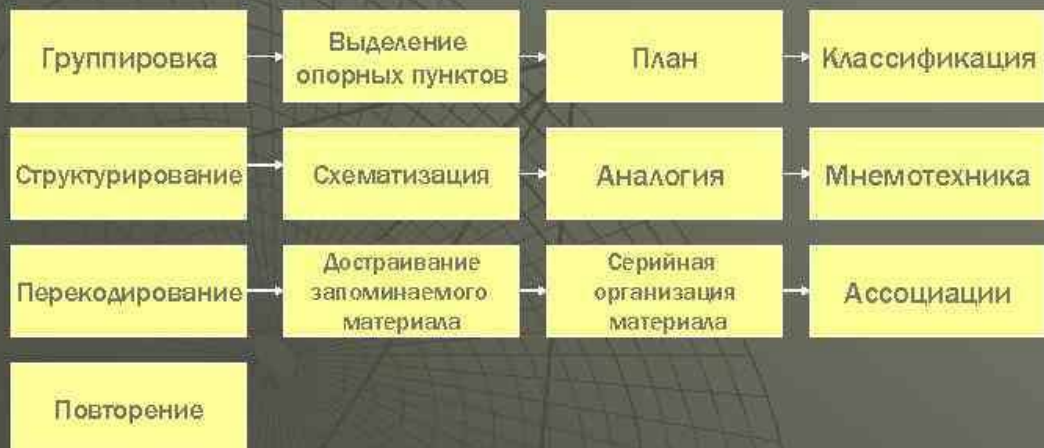 Группировка
Выделение
опорных пунктов
План
Классификация
Структурирование
Схематизация
Аналогия
Мнемотехника
Перекодирование
Достраивание
запоминаемого
материала
Серийная
организация
материала
Ассоциации
Повторение